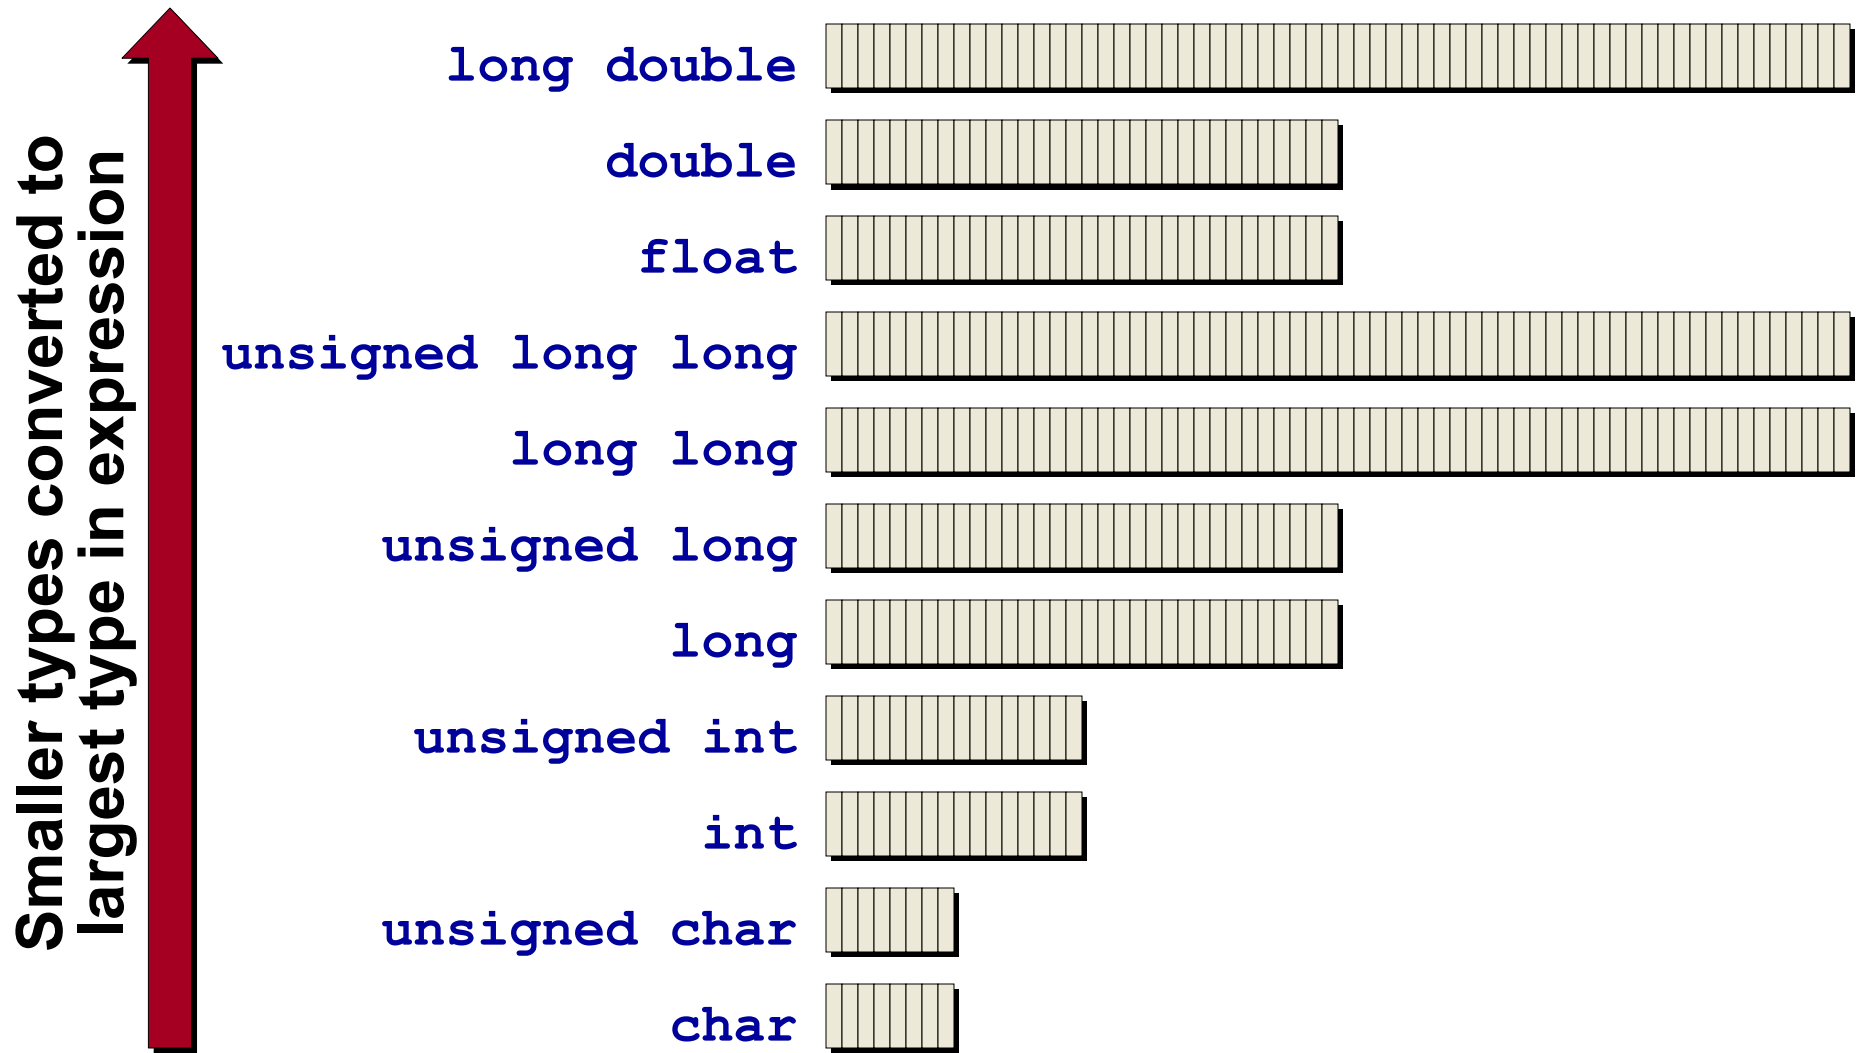 Smaller types converted to
largest type in expression
long double
double
float
unsigned long long
long long
unsigned long
long
unsigned int
int
unsigned char
char